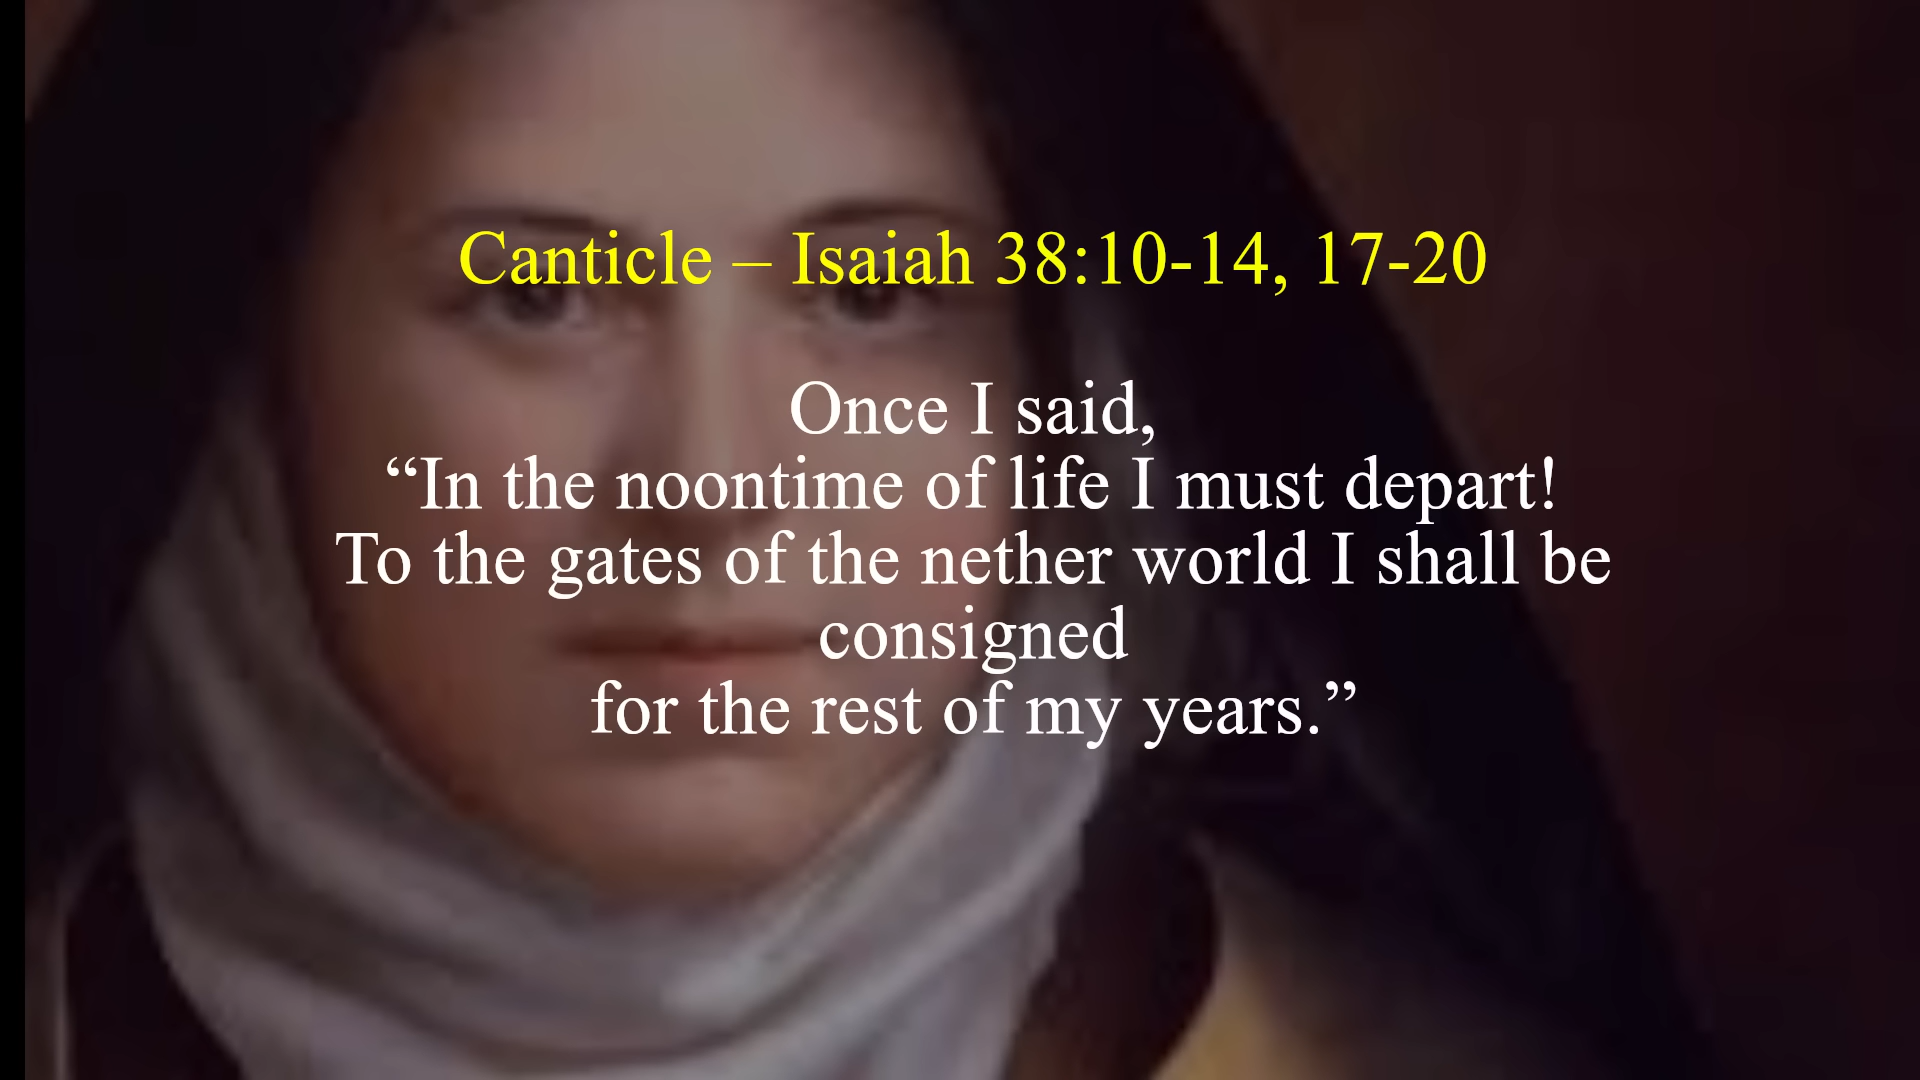 Canticle – Isaiah 38:10-14, 17-20
Once I said,
“In the noontime of life I must depart!
To the gates of the nether world I shall be
consigned
for the rest of my years.”